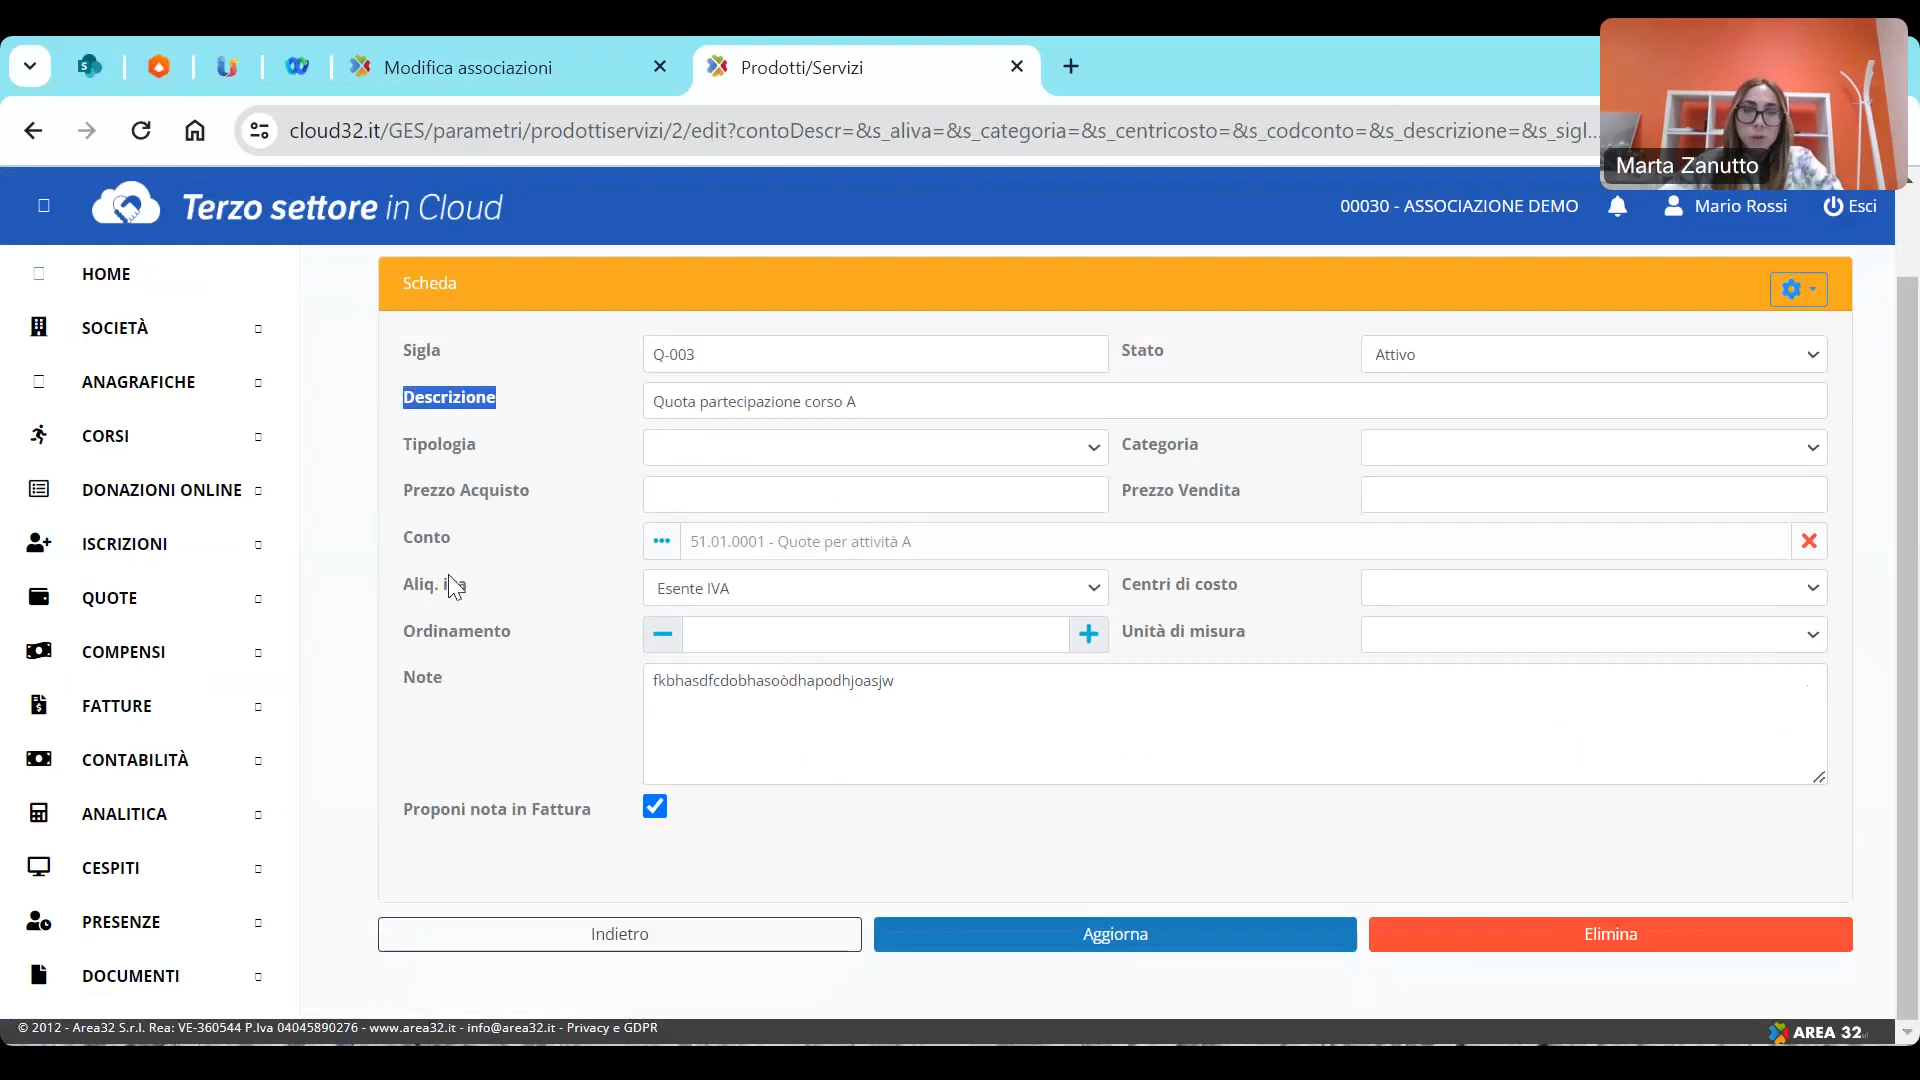 Modifica associazioni
Prodotti/Servizi
cloud32.it/GES/parametri/prodottiservizi/2/edit?contoDescr=&s_aliva=&s_categoria=&s_centricosto=&s_codconto=&s_descrizione=&s_sigl...
Marta Zanutto
Terzo settore in Cloud
00030 - ASSOCIAZIONE DEMO
Mario Rossi
Esci
HOME
SOCIETÀ
ANAGRAFICHE
CORSI
DONAZIONI ONLINE
ISCRIZIONI
QUOTE
COMPENSI
FATTURE
CONTABILITÀ
ANALITICA
CESPITI
PRESENZE
DOCUMENTI
Scheda
Sigla Q-003 Stato Attivo
Descrizione Quota partecipazione corso A
Tipologia Categoria
Prezzo Acquisto Prezzo Vendita
Conto 51.01.0001 - Quote per attività A
Aliq. Esente IVA Centri di costo
Ordinamento Unità di misura
Note fkbhasdfcdobhasoòdhapodhjoasjw
Proponi nota in Fattura
Indietro Aggiorna Elimina
© 2012 - Area32 S.r.l. Rea: VE-360544 P.Iva 04045890276 - www.area32.it - info@area32.it - Privacy e GDPR
AREA 32